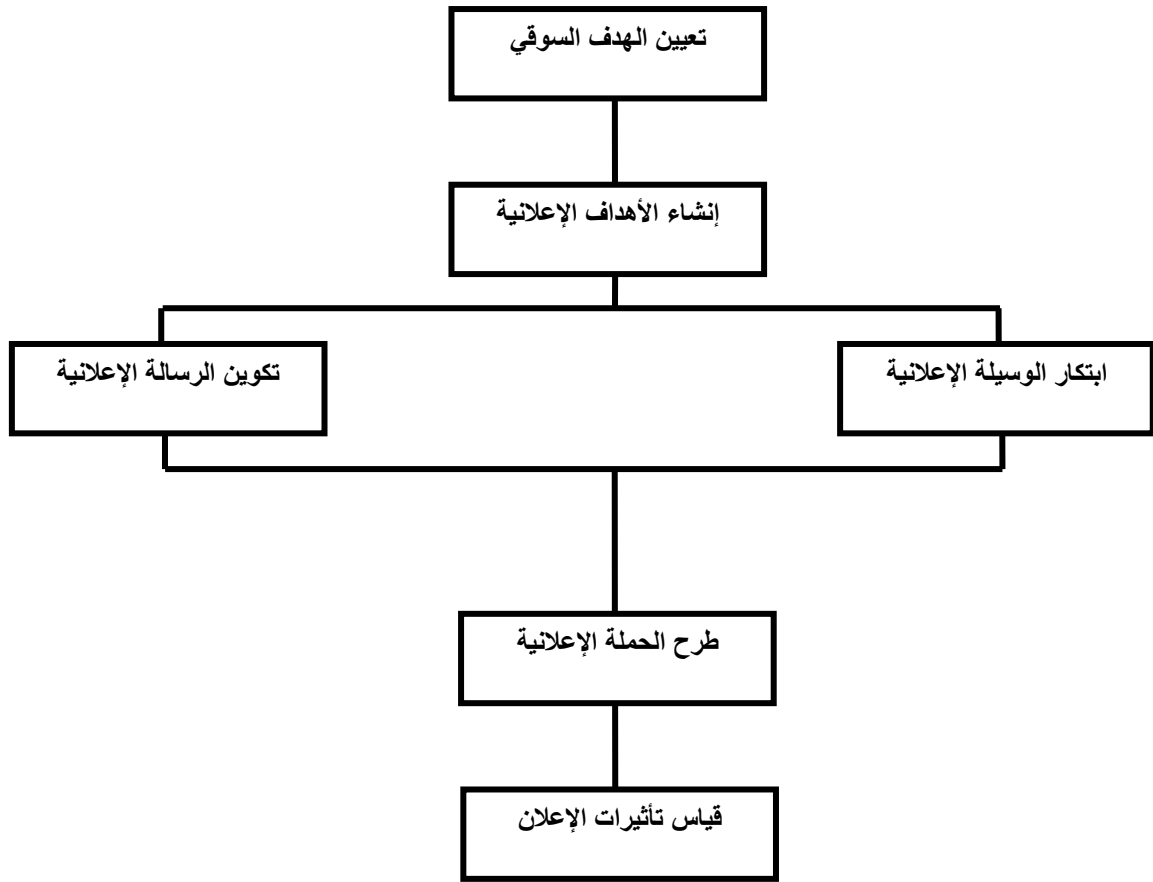 تعيين الهدف السوقي
إنشاء الأهداف الإعلانية
ابتكار الوسيلة الإعلانية
تكوين الرسالة الإعلانية
طرح الحملة الإعلانية
قياس تأثيرات الإعلان